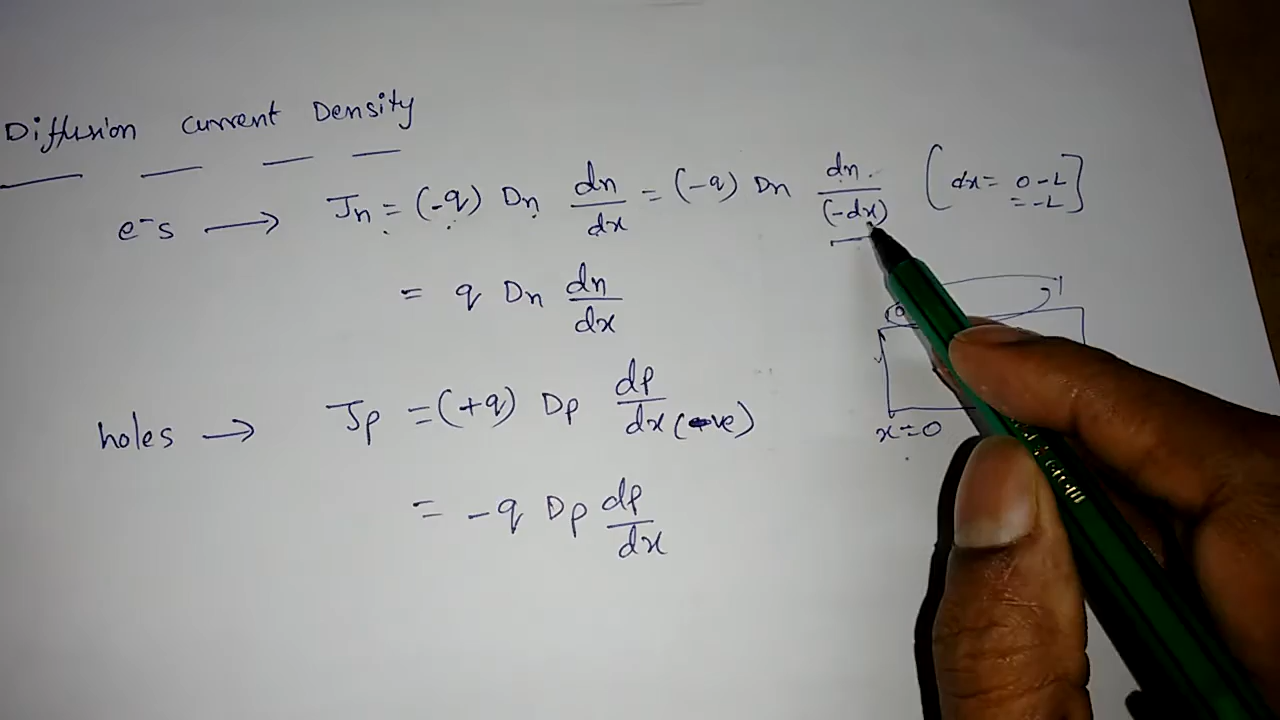 Diffusion current Density
e⁻s → Jn = (-q) Dn dn/dx = (-q) Dn dn/(-dx) [dx = 0-L = -L]
= q Dn dn/dx
holes → Jp = (+q) Dp dp/dx (-ve)
= -q Dp dp/dx
x=0